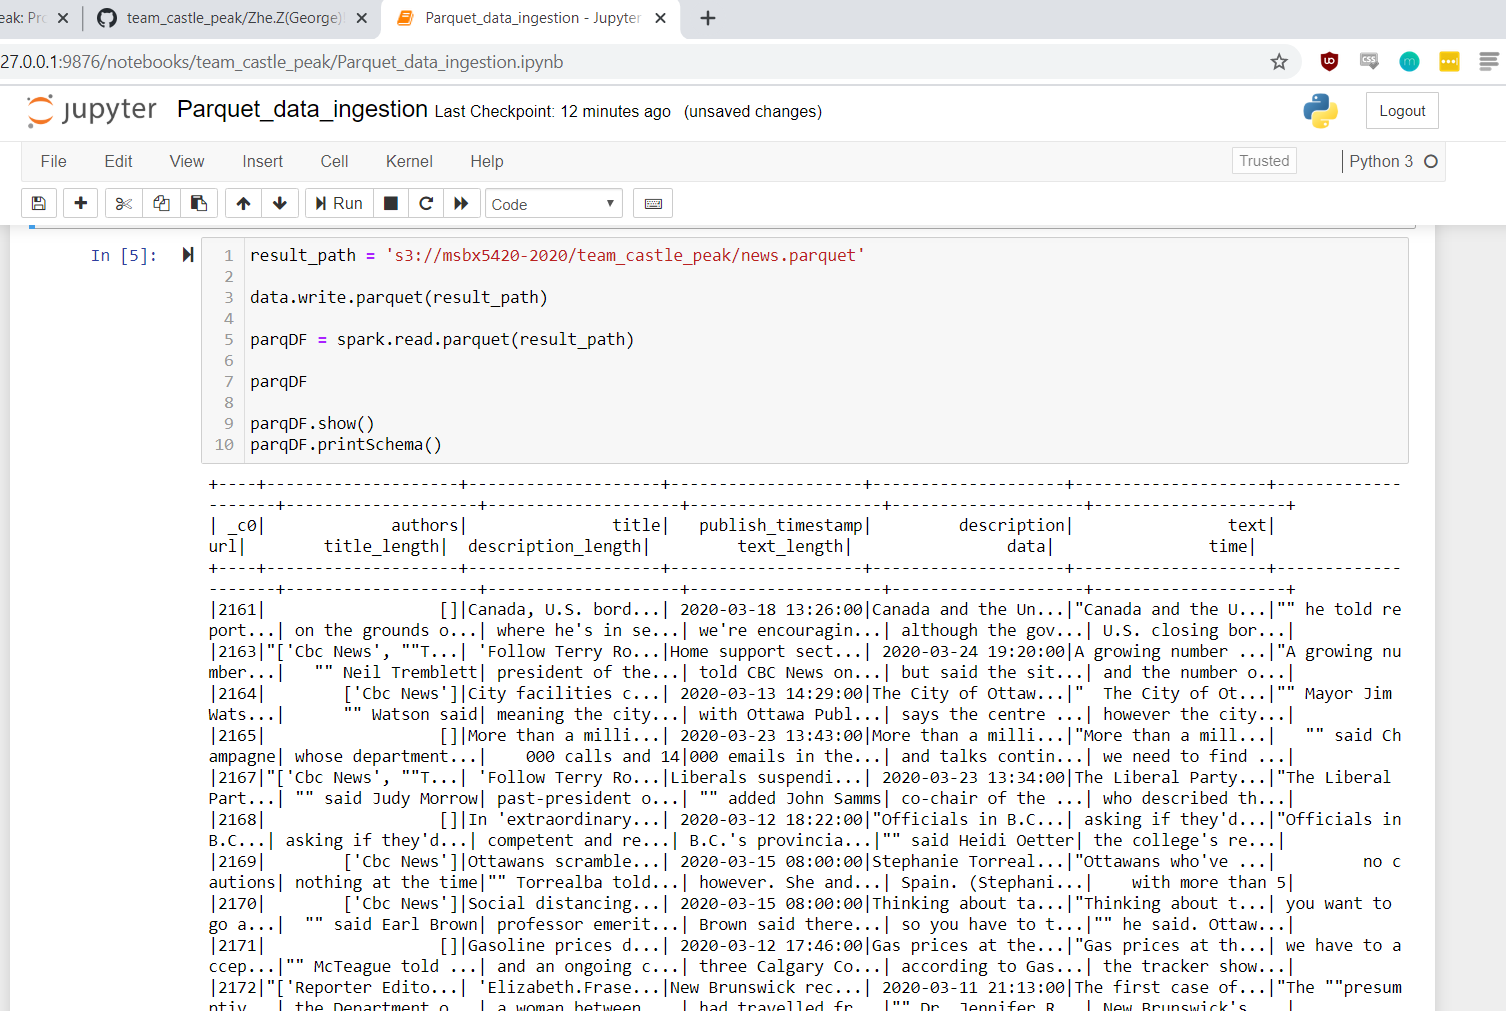 eak: Pro
team_castle_peak/Zhe.Z(George)
Parquet_data_ingestion - Jupyter
27.0.0.1:9876/notebooks/team_castle_peak/Parquet_data_ingestion.ipynb
jupyter Parquet_data_ingestion Last Checkpoint: 12 minutes ago (unsaved changes)
Logout
File Edit View Insert Cell Kernel Help
Trusted | Python 3
Run Code
In [5]:
1 result_path = 's3://msbx5420-2020/team_castle_peak/news.parquet'
2
3 data.write.parquet(result_path)
4
5 parqDF = spark.read.parquet(result_path)
6
7 parqDF
8
9 parqDF.show()
10 parqDF.printSchema()
+----+--------------------+--------------------+--------------------+--------------------+--------------------+-------------
-------+--------------------+--------------------+--------------------+--------------------+--------------------+
| _c0| authors| title| publish_timestamp| description| text|
url| title_length| description_length| text_length| data| time|
+----+--------------------+--------------------+--------------------+--------------------+--------------------+-------------
-------+--------------------+--------------------+--------------------+--------------------+--------------------+
|2161| []|Canada, U.S. bord...| 2020-03-18 13:26:00|Canada and the Un...|"Canada and the U...|"" he told re
port...| on the grounds o...| where he's in se...| we're encouragin...| although the gov...| U.S. closing bor...|
|2163|"['Cbc News', ""T...| 'Follow Terry Ro...|Home support sect...| 2020-03-24 19:20:00|A growing number ...|"A growing nu
mber...| "" Neil Tremblett| president of the...| told CBC News on...| but said the sit...| and the number o...|
|2164| ['Cbc News']|City facilities c...| 2020-03-13 14:29:00|The City of Ottaw...|" The City of Ot...|"" Mayor Jim
Wats...| "" Watson said| meaning the city...| with Ottawa Publ...| says the centre ...| however the city...|
|2165| []|More than a milli...| 2020-03-23 13:43:00|More than a milli...|"More than a mill...| "" said Ch
ampagne| whose department...| 000 calls and 14|000 emails in the...| and talks contin...| we need to find ...|
|2167|"['Cbc News', ""T...| 'Follow Terry Ro...|Liberals suspendi...| 2020-03-23 13:34:00|The Liberal Party...|"The Liberal
Part...| "" said Judy Morrow| past-president o...| "" added John Samms| co-chair of the ...| who described th...|
|2168| []|In 'extraordinary...| 2020-03-12 18:22:00|"Officials in B.C...| asking if they'd...|"Officials in
B.C...| asking if they'd...| competent and re...| B.C.'s provincia...|"" said Heidi Oetter| the college's re...|
|2169| ['Cbc News']|Ottawans scramble...| 2020-03-15 08:00:00|Stephanie Torreal...|"Ottawans who've ...| no c
autions| nothing at the time|"" Torrealba told...| however. She and...| Spain. (Stephani...| with more than 5|
|2170| ['Cbc News']|Social distancing...| 2020-03-15 08:00:00|Thinking about ta...|"Thinking about t...| you want to
go a...| "" said Earl Brown| professor emerit...| Brown said there...| so you have to t...|"" he said. Ottaw...|
|2171| []|Gasoline prices d...| 2020-03-12 17:46:00|Gas prices at the...|"Gas prices at th...| we have to a
ccep...|"" McTeague told ...| and an ongoing c...| three Calgary Co...| according to Gas...| the tracker show...|
|2172|"['Reporter Edito...| 'Elizabeth.Frase...|New Brunswick rec...| 2020-03-11 21:13:00|The first case of...|"The ""presum
ptiv...| the Department o...| a woman between ...| had travelled fr...|"" Dr. Jennifer R...| New Brunswick's ...|